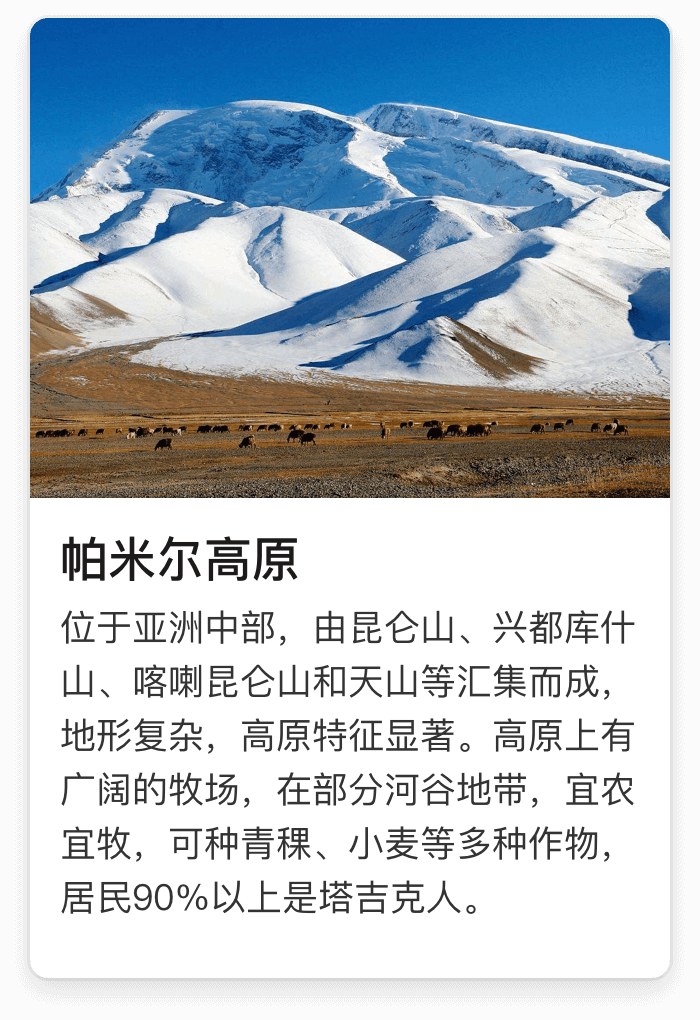 帕米尔高原
位于亚洲中部，由昆仑山、兴都库什
山、喀喇昆仑山和天山等汇集而成，
地形复杂，高原特征显著。高原上有
广阔的牧场，在部分河谷地带，宜农
宜牧，可种青稞、小麦等多种作物，
居民90%以上是塔吉克人。